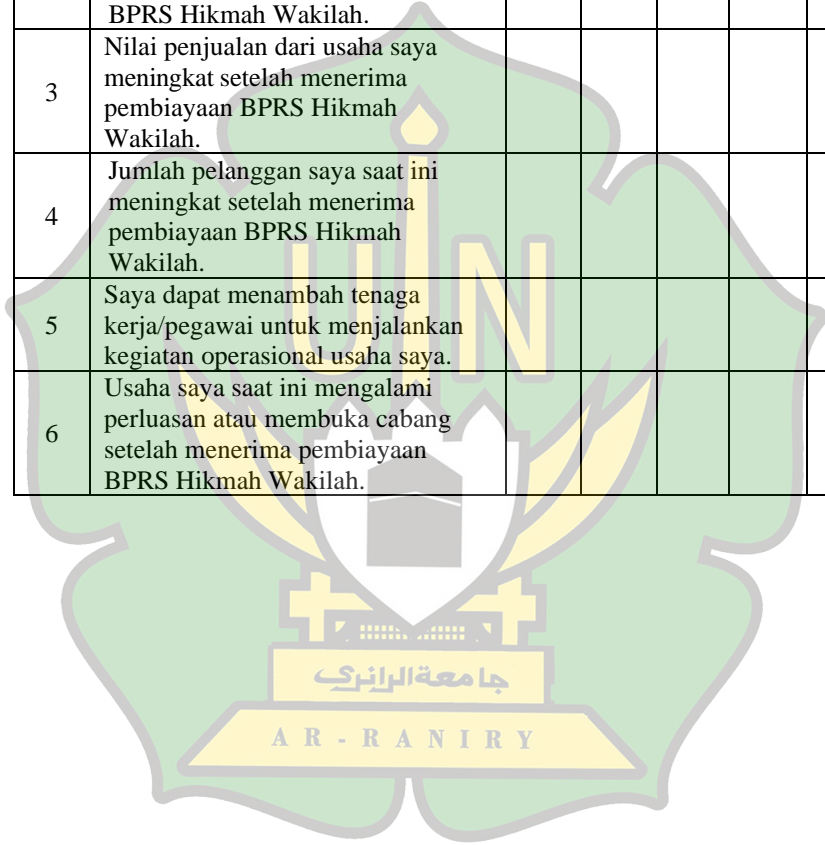 BPRS Hikmah Wakilah.
3
Nilai penjualan dari usaha saya
meningkat setelah menerima
pembiayaan BPRS Hikmah
Wakilah.
4
Jumlah pelanggan saya saat ini
meningkat setelah menerima
pembiayaan BPRS Hikmah
Wakilah.
5
Saya dapat menambah tenaga
kerja/pegawai untuk menjalankan
kegiatan operasional usaha saya.
6
Usaha saya saat ini mengalami
perluasan atau membuka cabang
setelah menerima pembiayaan
BPRS Hikmah Wakilah.
UIN
جامعةالرانري
AR-RANIRY